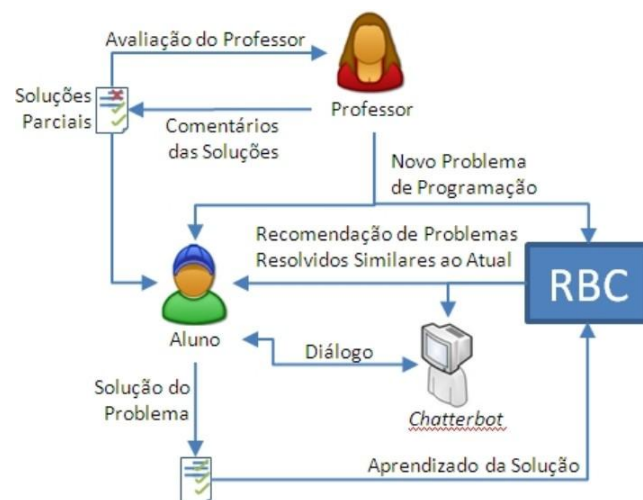 Avaliação do Professor
Soluções
Parciais
Professor
Comentários
das Soluções
Novo Problema
de Programação
Recomendação de Problemas
Resolvidos Similares ao Atual
RBC
Aluno
Diálogo
Solução do
Problema
Chatterbot
Aprendizado da Solução